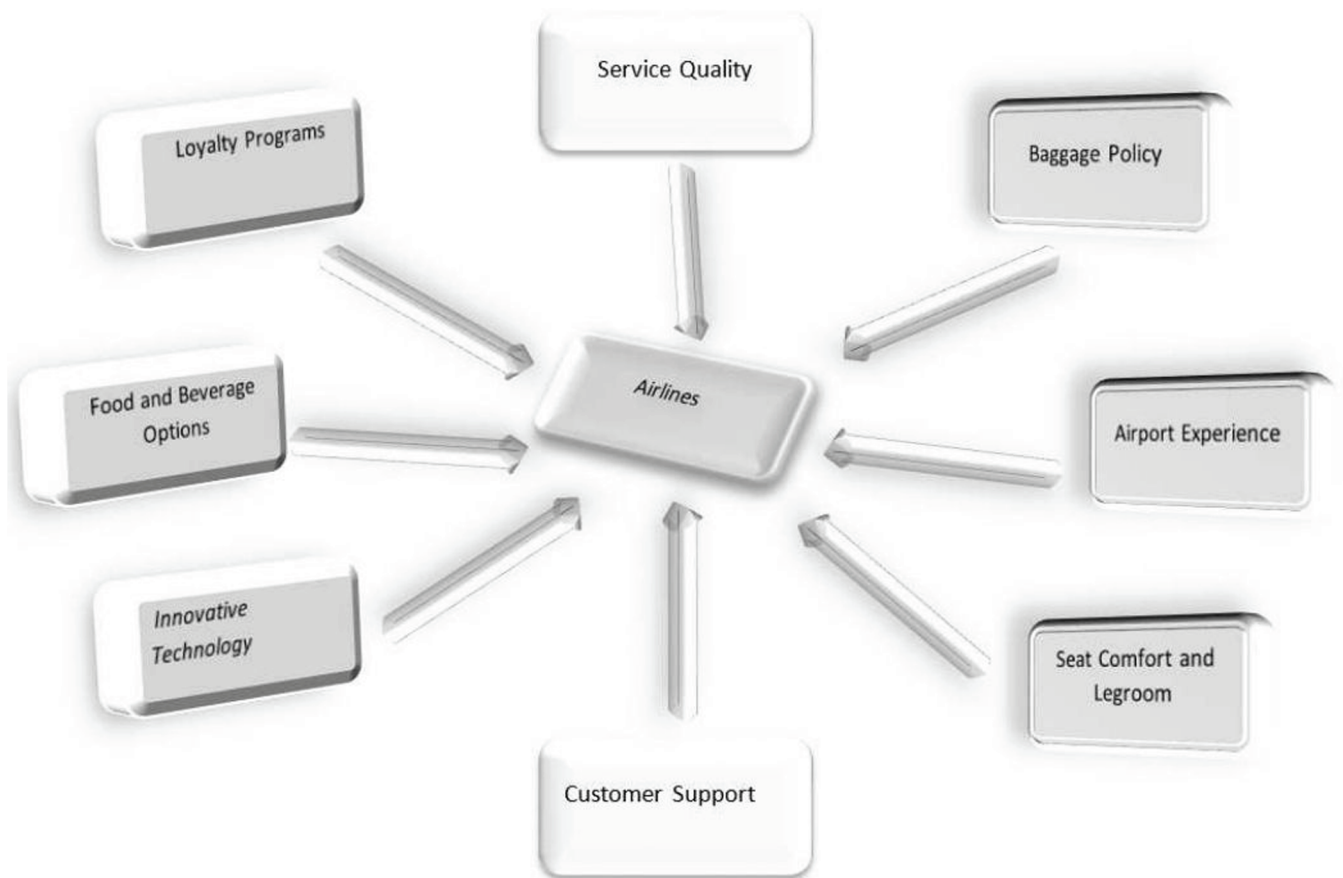 Service Quality
Loyalty Programs
Baggage Policy
Airlines
Food and Beverage
Options
Airport Experience
Innovative
Technology
Seat Comfort and
Legroom
Customer Support